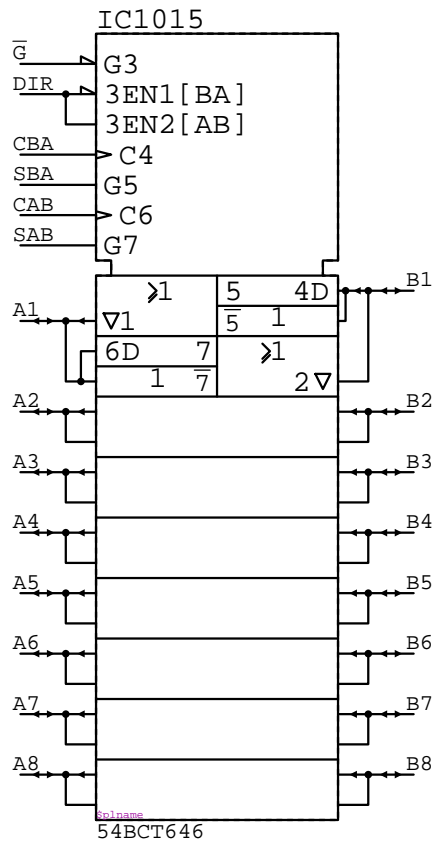 IC1015
G̅ G3
DIR 3EN1[BA]
3EN2[AB]
CBA C4
SBA G5
CAB C6
SAB G7
≥1 5 4D B1
A1 ▽1 5̅ 1
6D 7 ≥1
1 7̅ 2▽
A2 B2
A3 B3
A4 B4
A5 B5
A6 B6
A7 B7
A8 B8
$plname
54BCT646